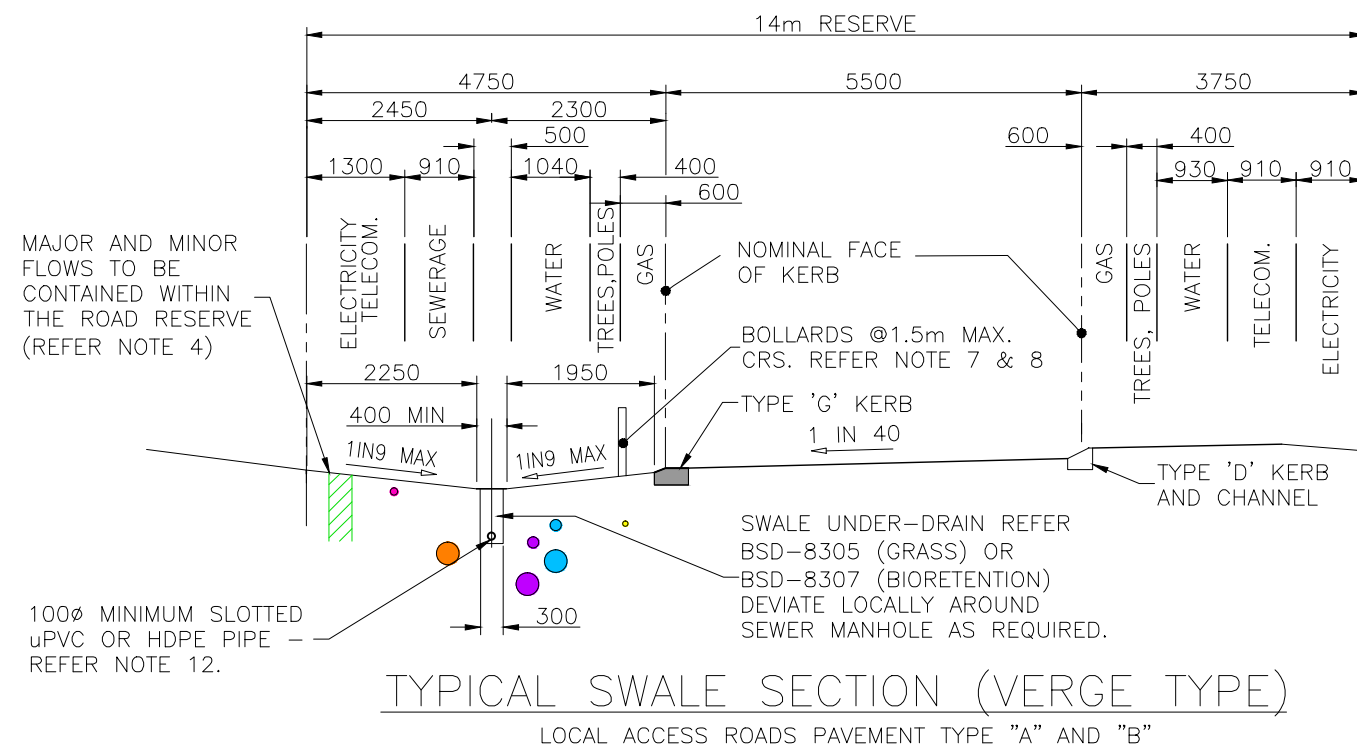 14m RESERVE
4750
5500
3750
2450
2300
500
600
400
1300
910
1040
400
930
910
910
600
ELECTRICITY
TELECOM.
SEWERAGE
WATER
TREES,POLES
GAS
NOMINAL FACE
OF KERB
GAS
TREES, POLES
WATER
TELECOM.
ELECTRICITY
MAJOR AND MINOR
FLOWS TO BE
CONTAINED WITHIN
THE ROAD RESERVE
(REFER NOTE 4)
BOLLARDS @1.5m MAX.
CRS. REFER NOTE 7 & 8
2250
1950
TYPE 'G' KERB
400 MIN
1 IN 40
1IN9 MAX
1IN9 MAX
TYPE 'D' KERB
AND CHANNEL
SWALE UNDER-DRAIN REFER
BSD-8305 (GRASS) OR
BSD-8307 (BIORETENTION)
DEVIATE LOCALLY AROUND
SEWER MANHOLE AS REQUIRED.
100ø MINIMUM SLOTTED
uPVC OR HDPE PIPE -
REFER NOTE 12.
300
TYPICAL SWALE SECTION (VERGE TYPE)
LOCAL ACCESS ROADS PAVEMENT TYPE "A" AND "B"